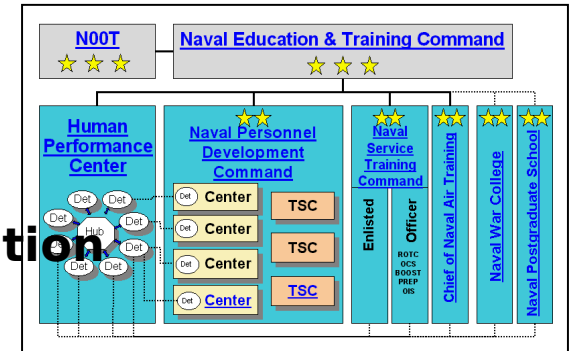 N00T
Naval Education & Training Command
Human
Performance
Center
Naval Personnel
Development
Command
Naval
Service
Training
Command
Chief of Naval Air Training
Naval War College
Naval Postgraduate School
Det
Det
Det
Det
Det
Det
Det
Det
Hub
tion
Det Center
Det Center
Det Center
Det Center
TSC
TSC
TSC
Enlisted
Officer
ROTC
OCS
BOOST
PREP
OIS